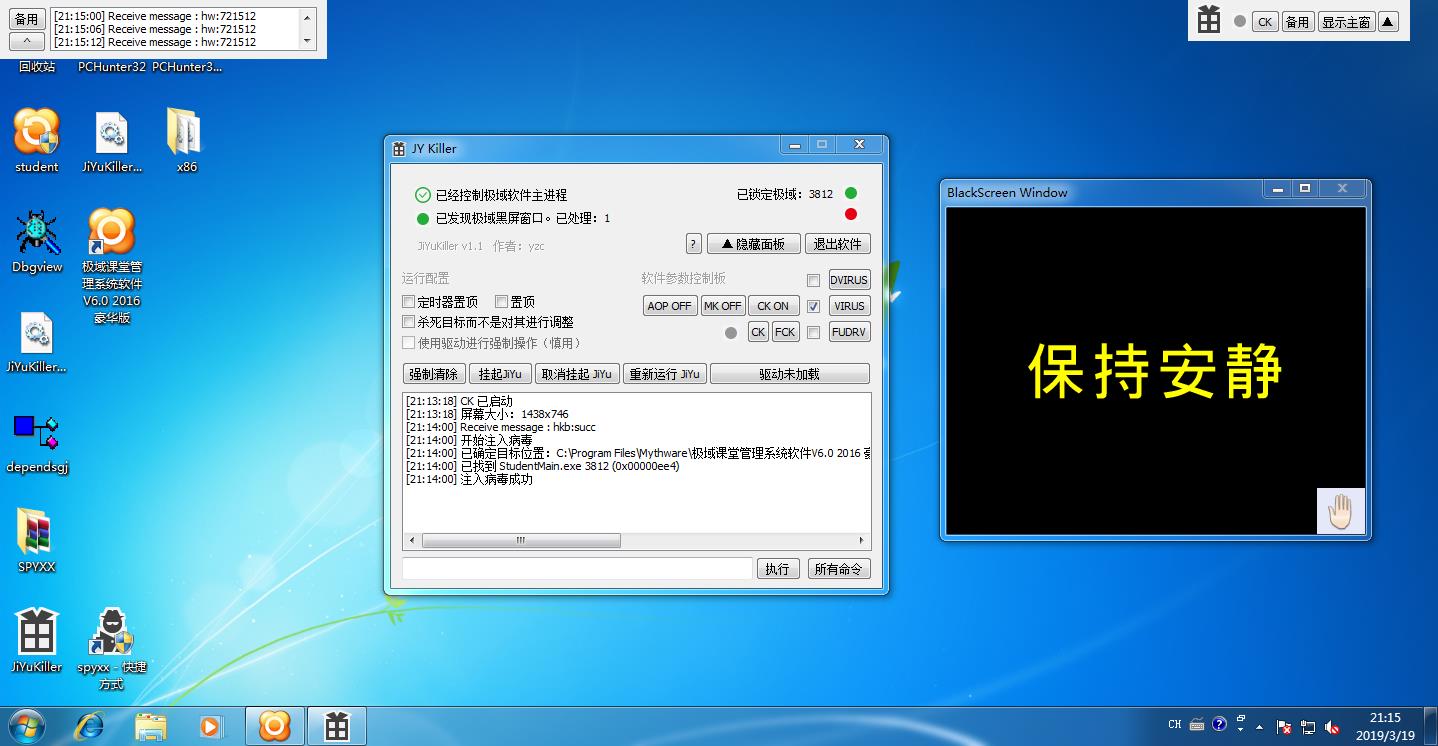 备用
[21:15:00] Receive message : hw:721512
[21:15:06] Receive message : hw:721512
[21:15:12] Receive message : hw:721512
CK
备用
显示主窗
回收站
PCHunter32
PCHunter3...
student
JiYuKiller...
x86
Dbgview
极域课堂管
理系统软件
V6.0 2016
豪华版
JiYuKiller...
dependsgj
SPYXX
JiYuKiller
spyxx - 快捷
方式
JY Killer
已经控制极域软件主进程
已锁定极域：3812
已发现极域黑屏窗口。已处理：1
JiYuKiller v1.1 作者：yzc
?
▲隐藏面板
退出软件
运行配置
软件参数控制板
DVIRUS
定时器置顶
置顶
AOP OFF
MK OFF
CK ON
VIRUS
杀死目标而不是对其进行调整
CK
FCK
FUDRV
使用驱动进行强制操作（慎用）
强制清除
挂起JiYu
取消挂起 JiYu
重新运行 JiYu
驱动未加载
[21:13:18] CK 已启动
[21:13:18] 屏幕大小：1438x746
[21:14:00] Receive message : hkb:succ
[21:14:00] 开始注入病毒
[21:14:00] 已确定目标位置：C:\Program Files\Mythware\极域课堂管理系统软件V6.0 2016
[21:14:00] 已找到 StudentMain.exe 3812 (0x00000ee4)
[21:14:00] 注入病毒成功
执行
所有命令
BlackScreen Window
保持安静
CH
21:15
2019/3/19